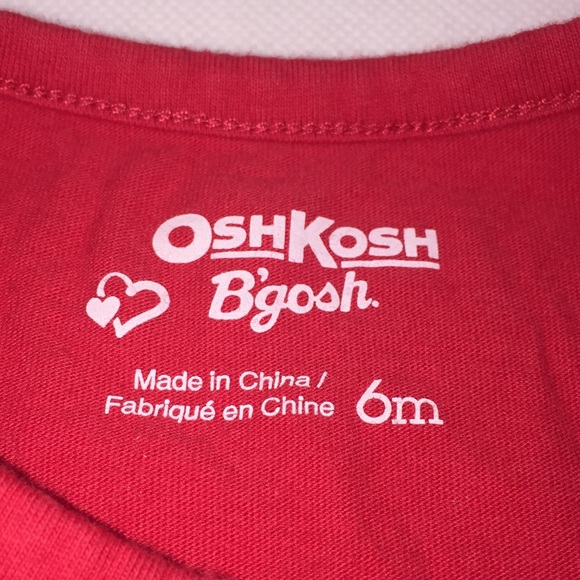 OSHKOSH
B'gosh.
Made in China /
Fabriqué en Chine
6m